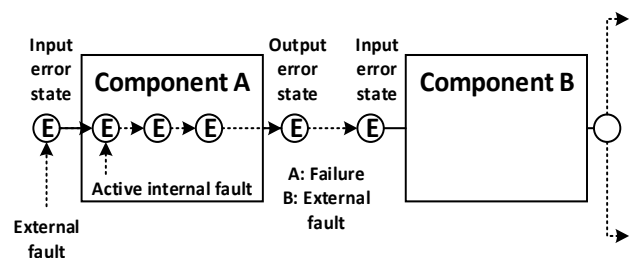 Input
error
state
Component A
Output
error
state
Input
error
state
Component B
E
E
E
E
E
E
Active internal fault
A: Failure
B: External
fault
External
fault